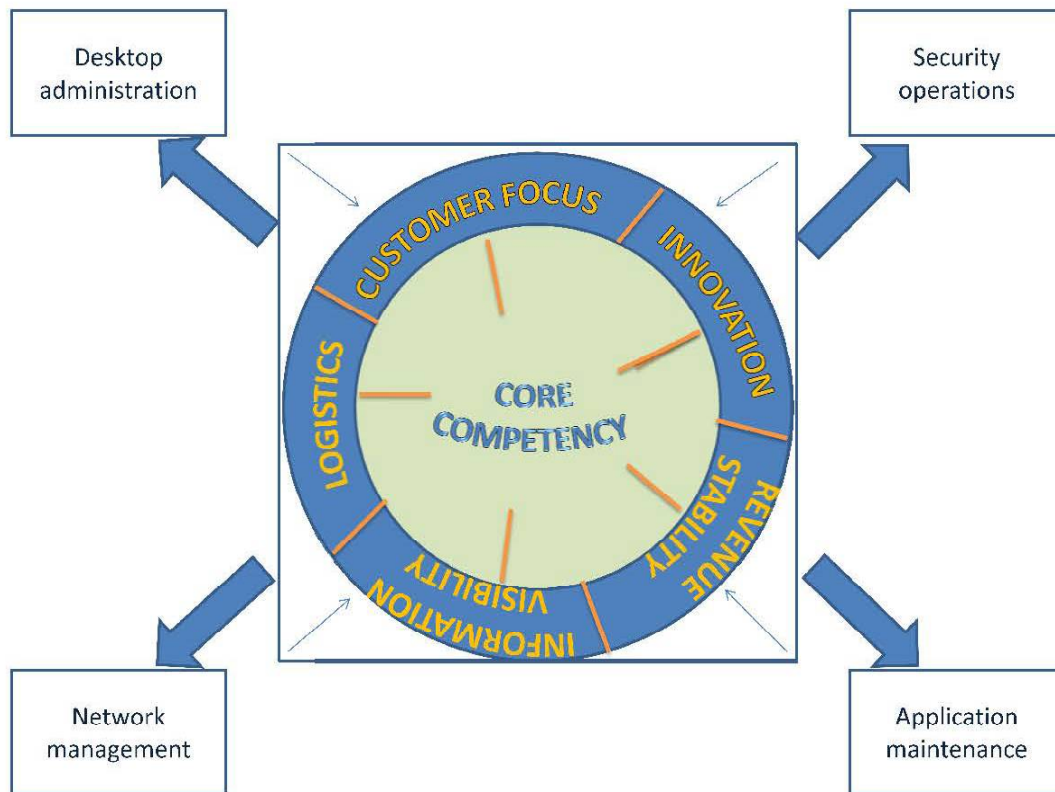 Desktop
administration
Security
operations
CUSTOMER FOCUS
INNOVATION
LOGISTICS
CORE
COMPETENCY
REVENUE
STABILITY
INFORMATION
VISIBILITY
Network
management
Application
maintenance